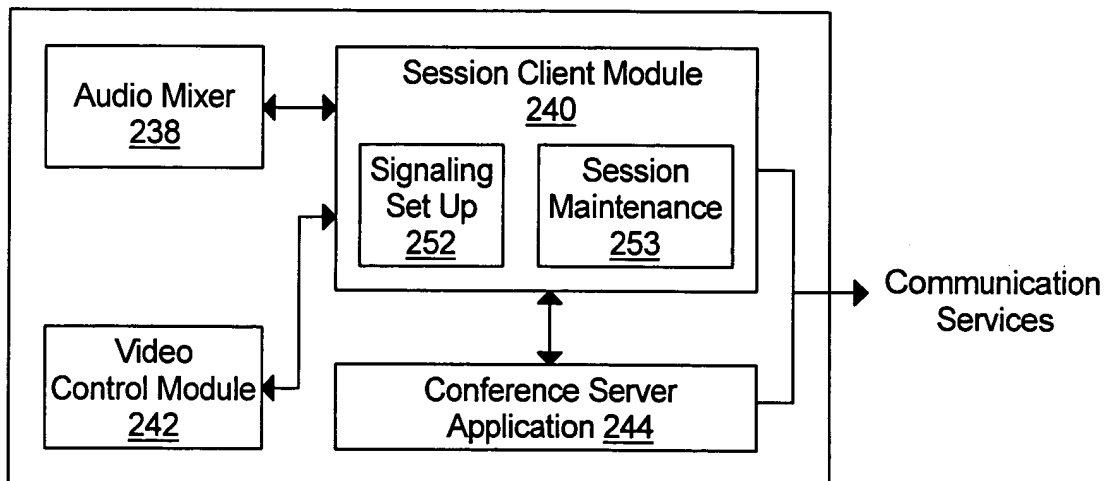 Audio Mixer
238
Session Client Module
240
Signaling
Set Up
252
Session
Maintenance
253
Communication
Services
Video
Control Module
242
Conference Server
Application 244